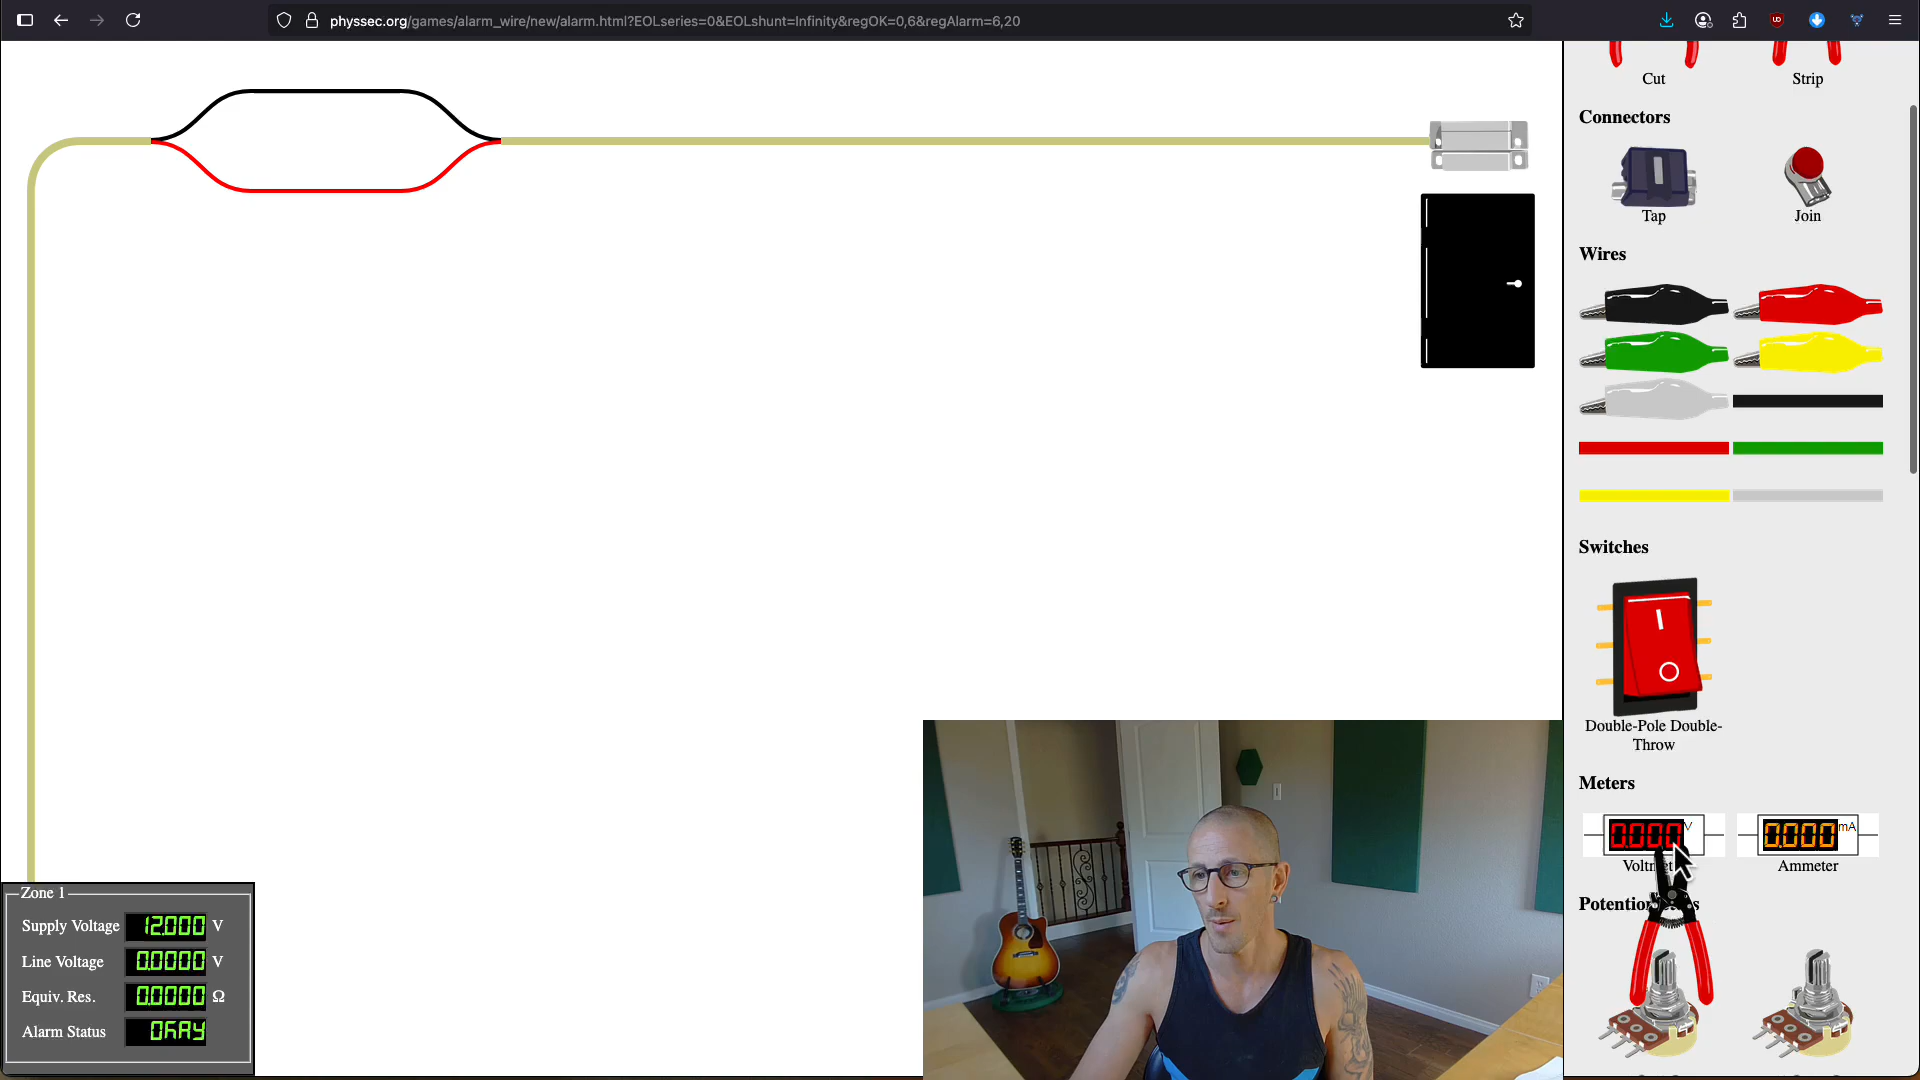 physsec.org/games/alarm_wire/new/alarm.html?EOLseries=0&EOLshunt=Infinity&regOK=0,6&regAlarm=6,20
Cut
Strip
Connectors
Tap
Join
Wires
Switches
Double-Pole Double-
Throw
Meters
0.000 V
0.000 mA
Ammeter
Zone 1
Supply Voltage 12.000 V
Line Voltage 0.0000 V
Equiv. Res. 0.0000 Ω
Alarm Status OkAy